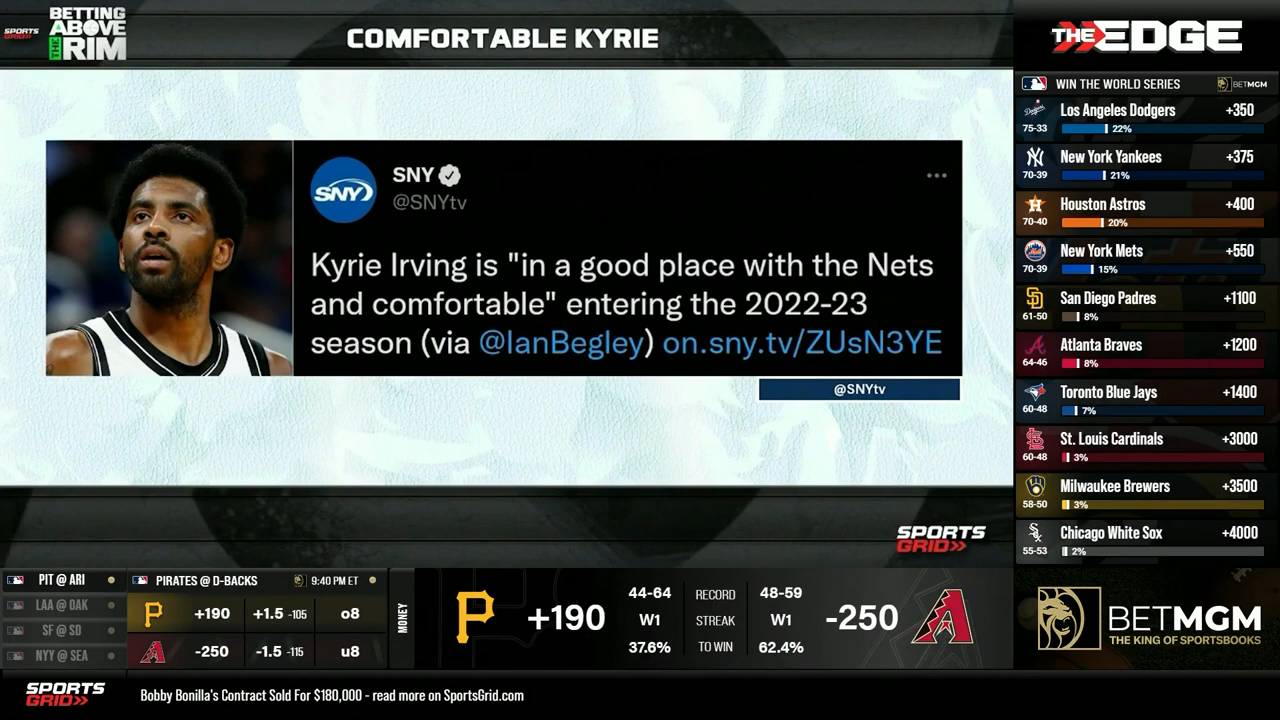 SPORTS
GRID
BETTING
ABOVE
THE RIM
COMFORTABLE KYRIE
SNY
SNY
@SNYtv
Kyrie Irving is "in a good place with the Nets
and comfortable" entering the 2022-23
season (via @IanBegley) on.sny.tv/ZUsN3YE
@SNYtv
SPORTS
GRID
THE EDGE
WIN THE WORLD SERIES BETMGM
Dodgers Los Angeles Dodgers +350
75-33 22%
New York Yankees +375
70-39 21%
Houston Astros +400
70-40 20%
New York Mets +550
70-39 15%
San Diego Padres +1100
61-50 8%
Atlanta Braves +1200
64-46 8%
Toronto Blue Jays +1400
60-48 7%
St. Louis Cardinals +3000
60-48 3%
Milwaukee Brewers +3500
58-50 3%
Chicago White Sox +4000
55-53 2%
BETMGM
THE KING OF SPORTSBOOKS
PIT @ ARI
LAA @ OAK
SF @ SD
NYY @ SEA
PIRATES @ D-BACKS 9:40 PM ET
P +190 +1.5 -105 o8
A -250 -1.5 -115 u8
MONEY
P +190 A -250
44-64 RECORD 48-59
W1 STREAK W1
37.6% TO WIN 62.4%
SPORTS
GRID
Bobby Bonilla's Contract Sold For $180,000 - read more on SportsGrid.com